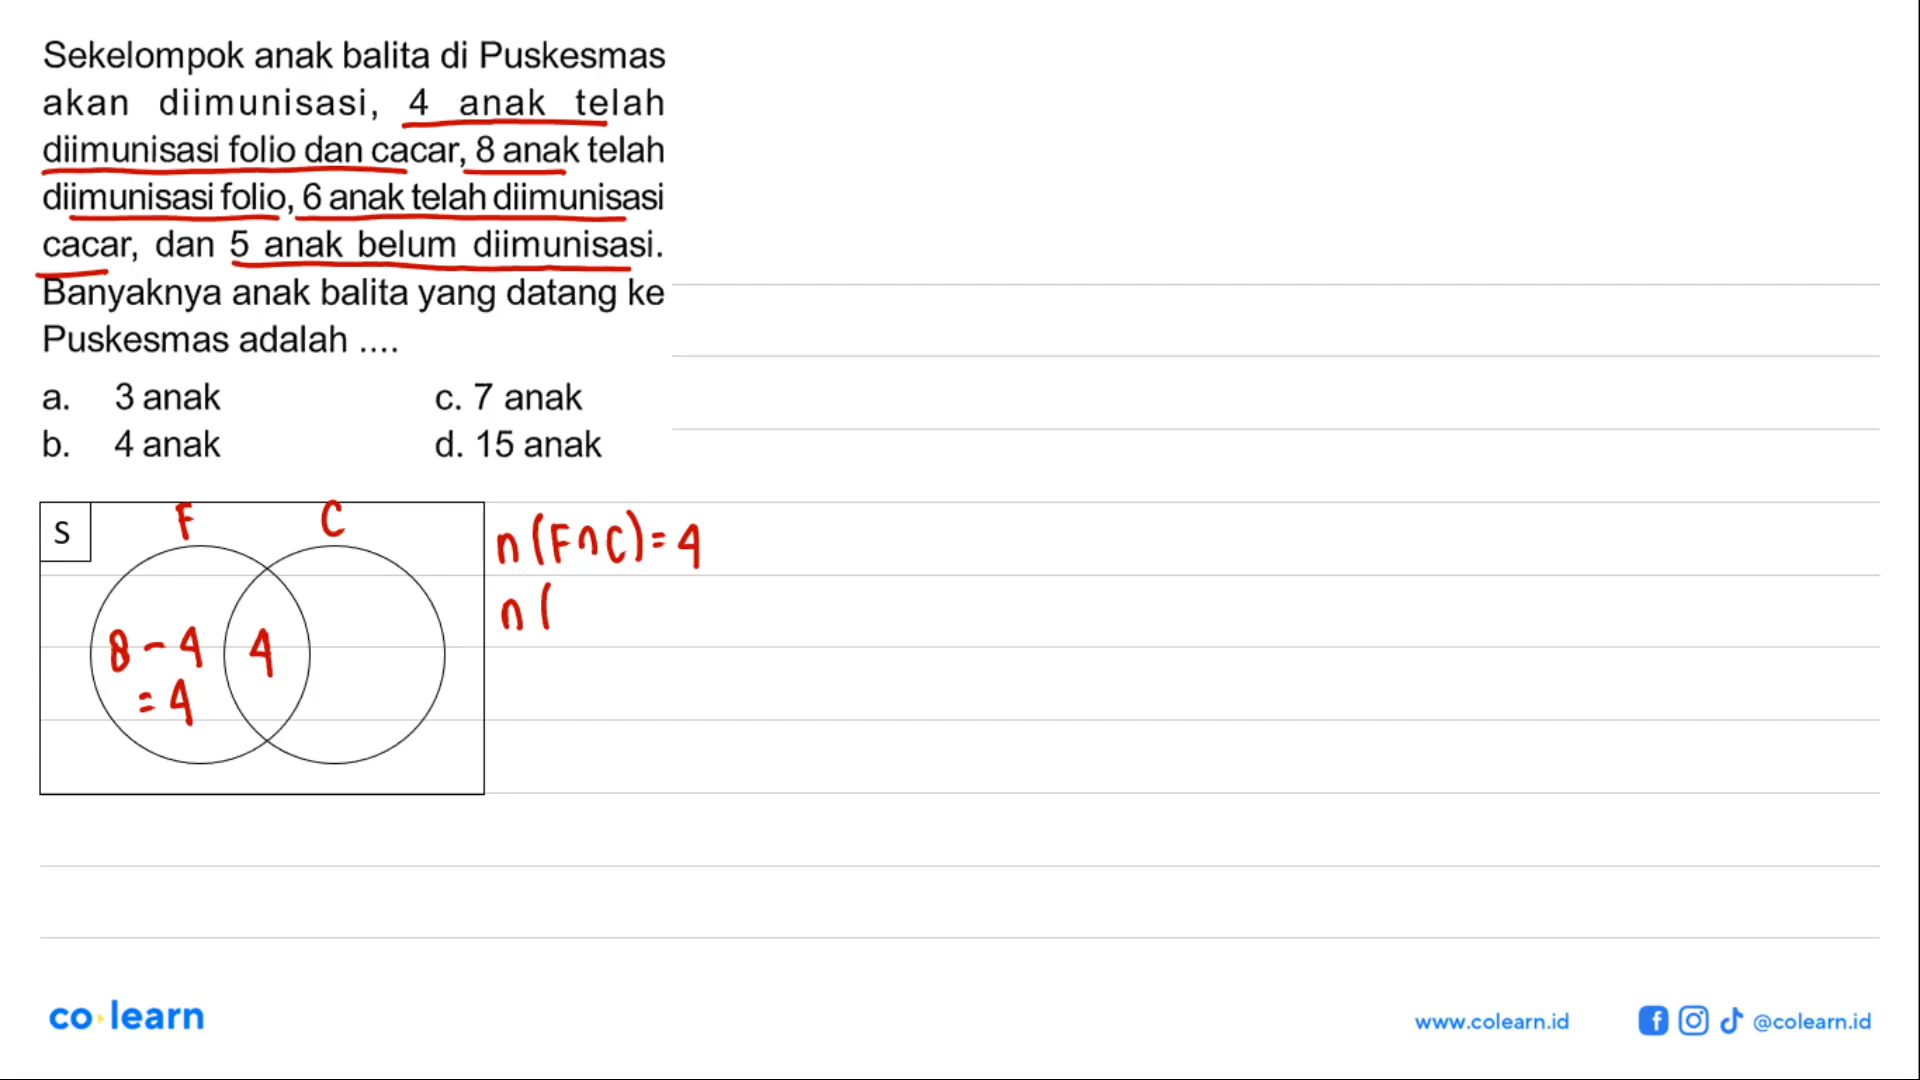 Sekelompok anak balita di Puskesmas
akan diimunisasi, 4 anak telah
diimunisasi folio dan cacar, 8 anak telah
diimunisasi folio, 6 anak telah diimunisasi
cacar, dan 5 anak belum diimunisasi.
Banyaknya anak balita yang datang ke
Puskesmas adalah ....
a. 3 anak
c. 7 anak
b. 4 anak
d. 15 anak
S
F
C
8 - 4
= 4
4
n (F∩C) = 4
n (
co learn
www.colearn.id
@colearn.id